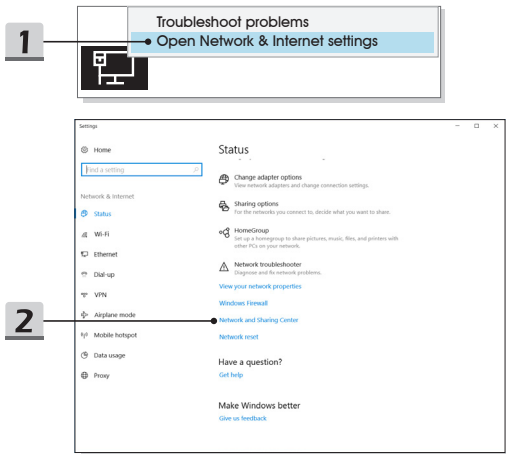 1
Troubleshoot problems
Open Network & Internet settings
Settings
Home
Find a setting
Network & Internet
Status
Wi-Fi
Ethernet
Dial-up
VPN
Airplane mode
Mobile hotspot
Data usage
Proxy
Status
Change adapter options
View network adapters and change connection settings.
Sharing options
For the networks you connect to, decide what you want to share.
HomeGroup
Set up a homegroup to share pictures, music, files, and printers with
other PCs on your network.
Network troubleshooter
Diagnose and fix network problems.
View your network properties
Windows Firewall
2
Network and Sharing Center
Network reset
Have a question?
Get help
Make Windows better
Give us feedback